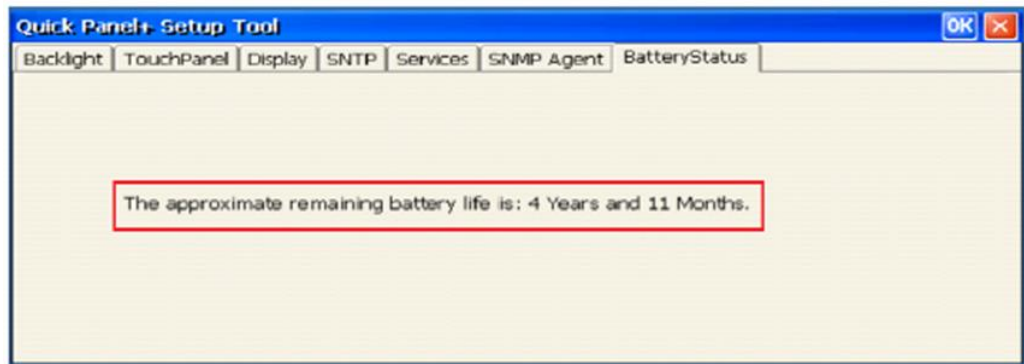 Quick Panel+ Setup Tool OK
Backlight TouchPanel Display SNTP Services SNMP Agent BatteryStatus
The approximate remaining battery life is: 4 Years and 11 Months.